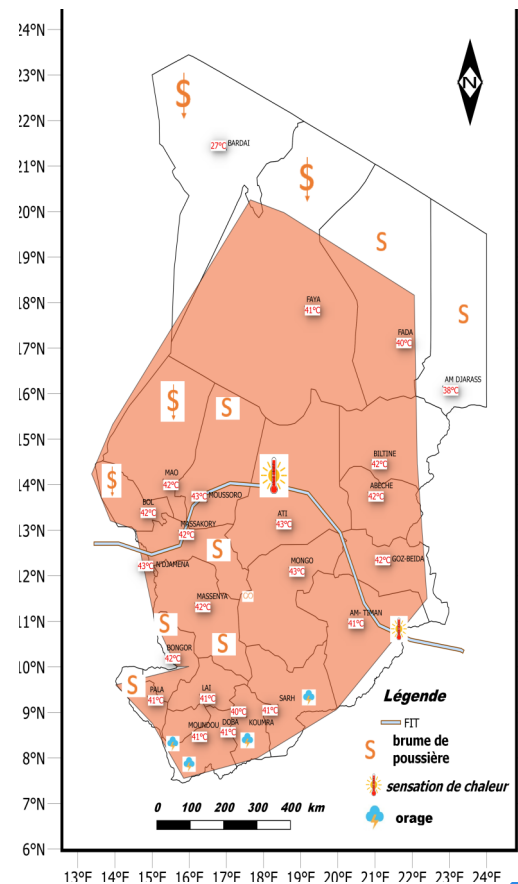 24°N
23°N
22°N
21°N
20°N
19°N
18°N
17°N
16°N
15°N
14°N
13°N
12°N
11°N
10°N
9°N
8°N
7°N
6°N
N
27°C BARDAI
FAYA
41°C
FADA
40°C
AM DJARASS
38°C
BILTINE
42°C
ABECHE
42°C
MAO
42°C
43°C MOUSSORO
BOL
42°C
MASSAKORY
42°C
ATI
43°C
43°C N'DJAMENA
MONGO
43°C
42°C GOZ-BEIDA
MASSENYA
42°C
AM- TIMAN
41°C
BONGOR
42°C
PALA
41°C
LAI
41°C
SARH
41°C
40°C
KOUMRA
DOBA
41°C
MOUNDOU
41°C
Légende
FIT
brume de
poussière
sensation de chaleur
orage
0 100 200 300 400 km
13°E 14°E 15°E 16°E 17°E 18°E 19°E 20°E 21°E 22°E 23°E 24°E